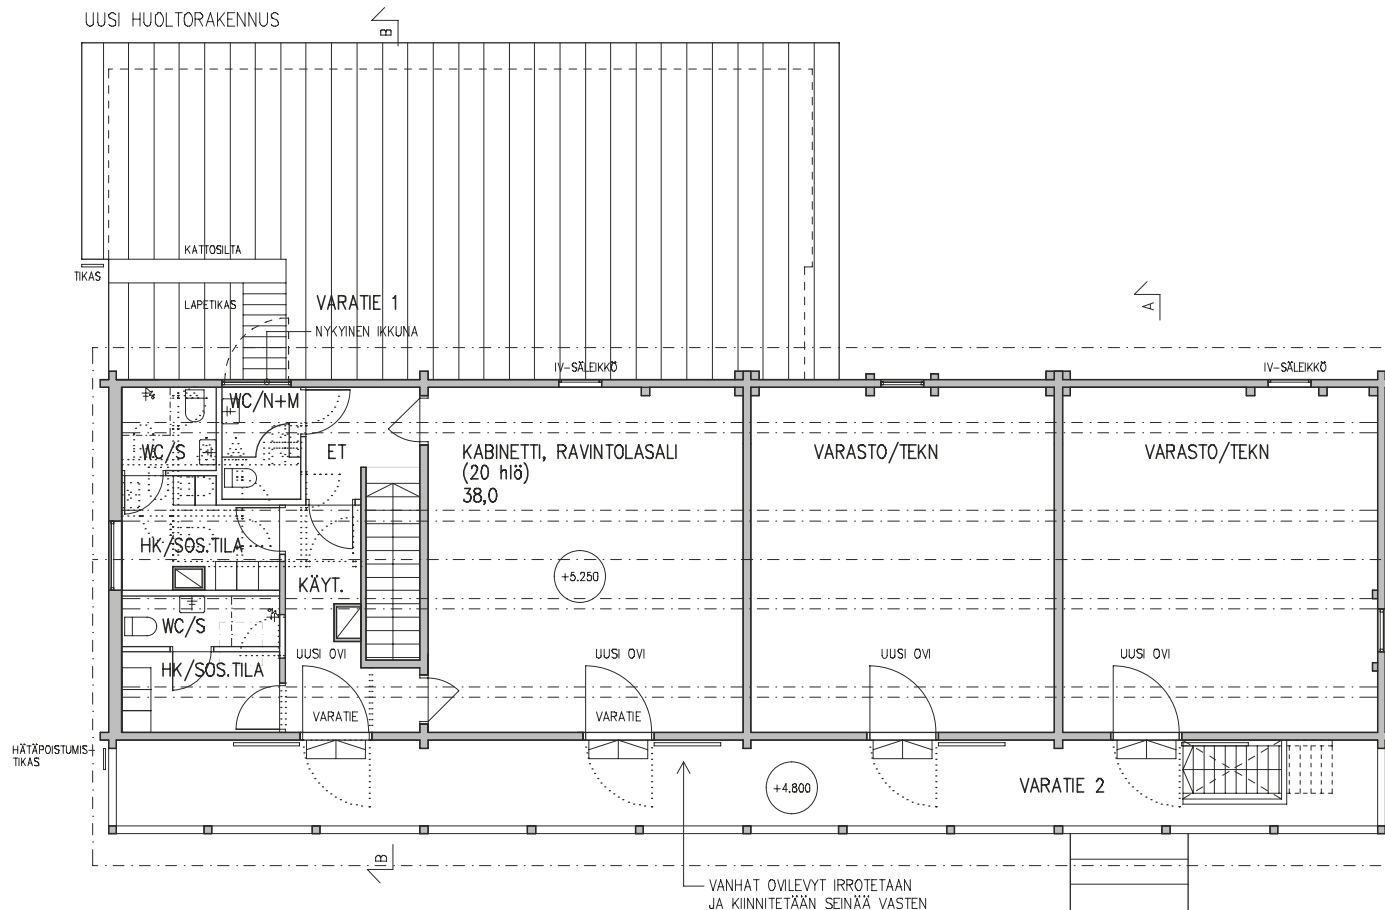 UUSI HUOLTORAKENNUS
B
KATTOSILTA
TIKAS
LAPETIKAS
VARATIE 1
NYKYINEN IKKUNA
A
IV-SÄLEIKKÖ
IV-SÄLEIKKÖ
WC/N+M
WC/S
ET
KABINETTI, RAVINTOLASALI
(20 hlö)
38,0
VARASTO/TEKN
VARASTO/TEKN
HK/SOS.TILA
KÄYT.
+5.250
WC/S
HK/SOS.TILA
UUSI OVI
UUSI OVI
UUSI OVI
UUSI OVI
VARATIE
VARATIE
HÄTÄPOISTUMIS-
TIKAS
+4.800
VARATIE 2
B
VANHAT OVILEVYT IRROTETAAN
JA KIINNITETÄÄN SEINÄÄ VASTEN